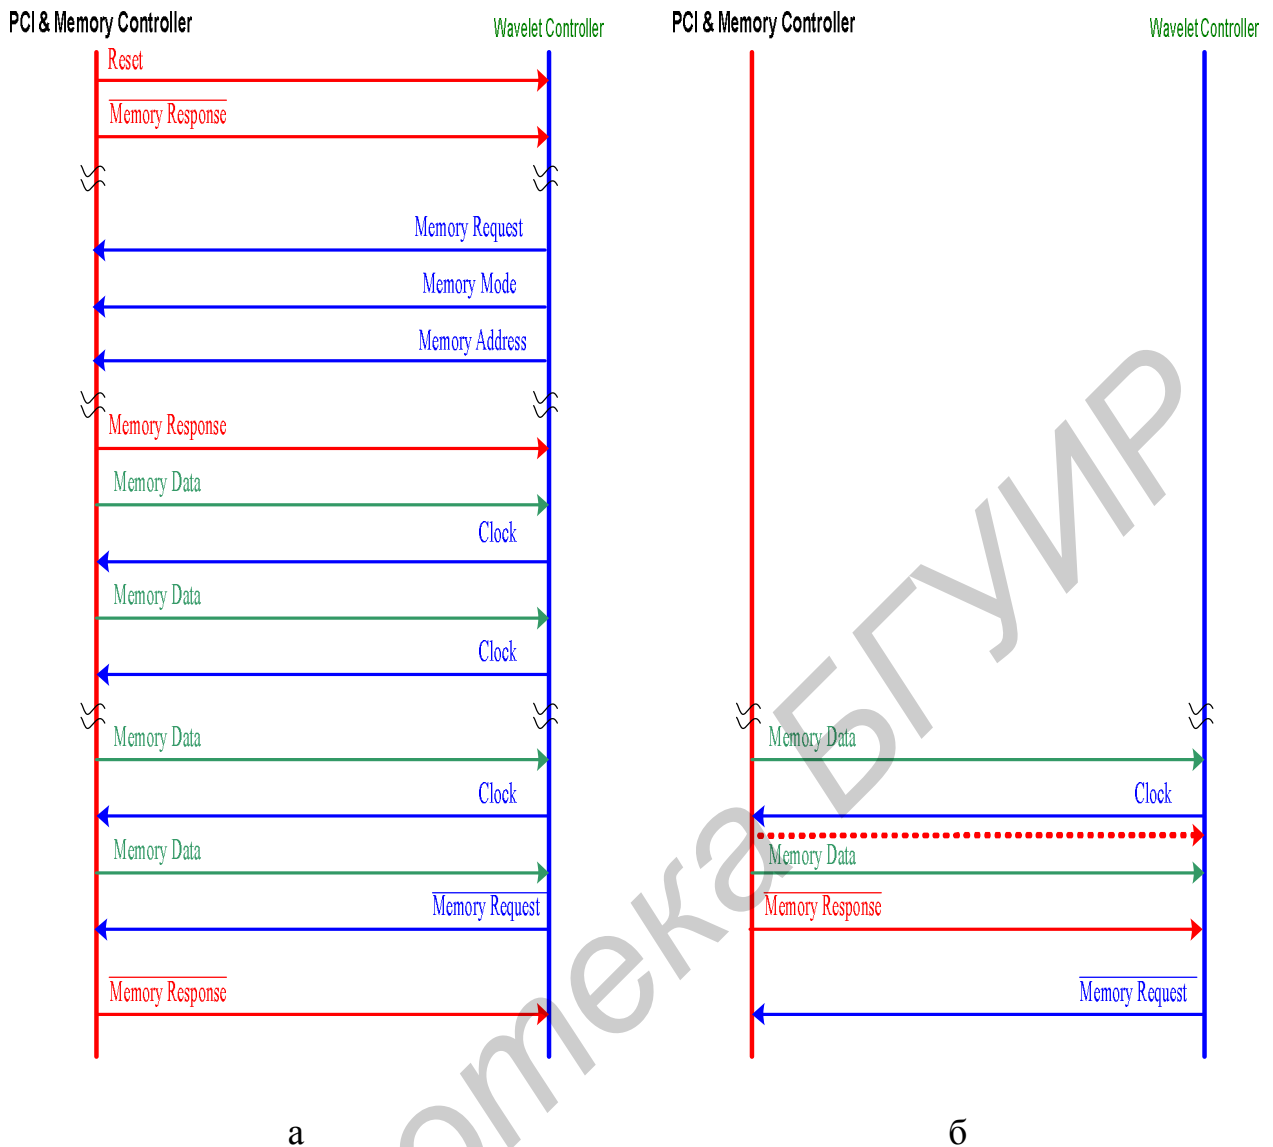 PCI & Memory Controller
Wavelet Controller
Reset
Memory Response
Memory Request
Memory Mode
Memory Address
Memory Response
Memory Data
Clock
Memory Data
Clock
Memory Data
Clock
Memory Data
Memory Request
Memory Response
а
PCI & Memory Controller
Wavelet Controller
Memory Data
Clock
Memory Data
Memory Response
Memory Request
б
отека БГУИР